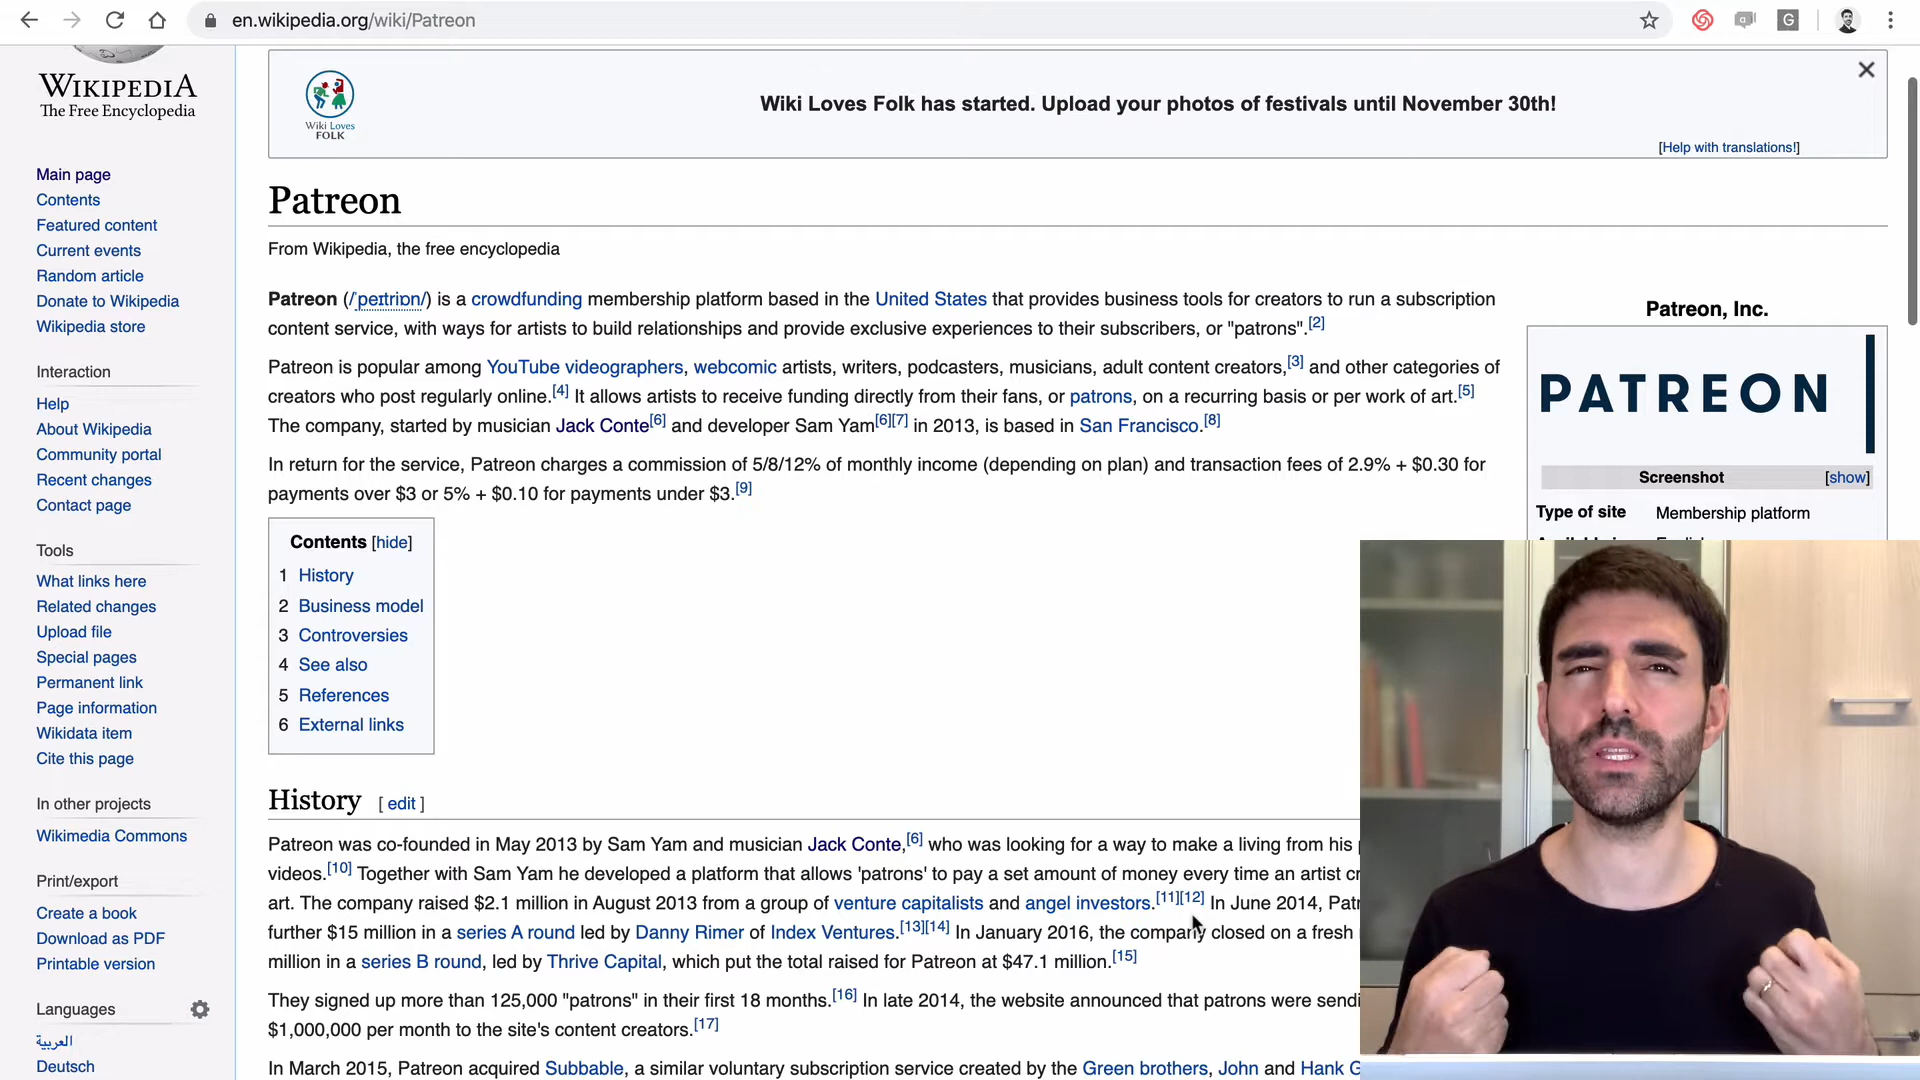 en.wikipedia.org/wiki/Patreon
G
WIKIPEDIA
The Free Encyclopedia
Main page
Contents
Featured content
Current events
Random article
Donate to Wikipedia
Wikipedia store
Interaction
Help
About Wikipedia
Community portal
Recent changes
Contact page
Tools
What links here
Related changes
Upload file
Special pages
Permanent link
Page information
Wikidata item
Cite this page
In other projects
Wikimedia Commons
Print/export
Create a book
Download as PDF
Printable version
Languages
العربية
Deutsch
Wiki Loves
FOLK
Wiki Loves Folk has started. Upload your photos of festivals until November 30th!
[Help with translations!]
Patreon
From Wikipedia, the free encyclopedia
Patreon (/ˈpeɪtriɒn/) is a crowdfunding membership platform based in the United States that provides business tools for creators to run a subscription
content service, with ways for artists to build relationships and provide exclusive experiences to their subscribers, or "patrons".[2]
Patreon is popular among YouTube videographers, webcomic artists, writers, podcasters, musicians, adult content creators,[3] and other categories of
creators who post regularly online.[4] It allows artists to receive funding directly from their fans, or patrons, on a recurring basis or per work of art.[5]
The company, started by musician Jack Conte[6] and developer Sam Yam[6][7] in 2013, is based in San Francisco.[8]
In return for the service, Patreon charges a commission of 5/8/12% of monthly income (depending on plan) and transaction fees of 2.9% + $0.30 for
payments over $3 or 5% + $0.10 for payments under $3.[9]
Patreon, Inc.
PATREON
Screenshot [show]
Type of site Membership platform
Contents [hide]
1 History
2 Business model
3 Controversies
4 See also
5 References
6 External links
History [ edit ]
Patreon was co-founded in May 2013 by Sam Yam and musician Jack Conte,[6] who was looking for a way to make a living from his
videos.[10] Together with Sam Yam he developed a platform that allows 'patrons' to pay a set amount of money every time an artist
art. The company raised $2.1 million in August 2013 from a group of venture capitalists and angel investors.[11][12] In June 2014,
further $15 million in a series A round led by Danny Rimer of Index Ventures.[13][14] In January 2016, the company closed on a fresh
million in a series B round, led by Thrive Capital, which put the total raised for Patreon at $47.1 million.[15]
They signed up more than 125,000 "patrons" in their first 18 months.[16] In late 2014, the website announced that patrons were
$1,000,000 per month to the site's content creators.[17]
In March 2015, Patreon acquired Subbable, a similar voluntary subscription service created by the Green brothers, John and Hank